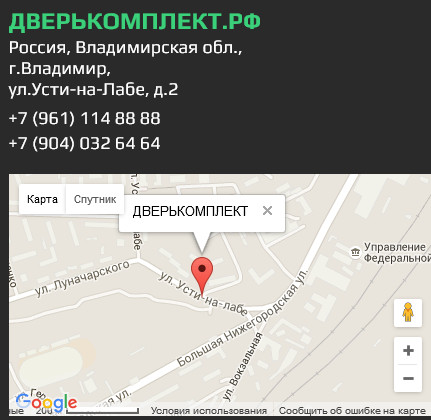 ДВЕРЬКОМПЛЕКТ.РФ
Россия, Владимирская обл.,
г.Владимир,
ул.Усти-на-Лабе, д.2
+7 (961) 114 88 88
+7 (904) 032 64 64
Карта Спутник
ДВЕРЬКОМПЛЕКТ
Управление
Федеральной
ул. Луначарского
ул. Усти-на-лабе
Большая Нижегородская ул.
ул. Вокзальная
Google
Условия использования Сообщить об ошибке на карте